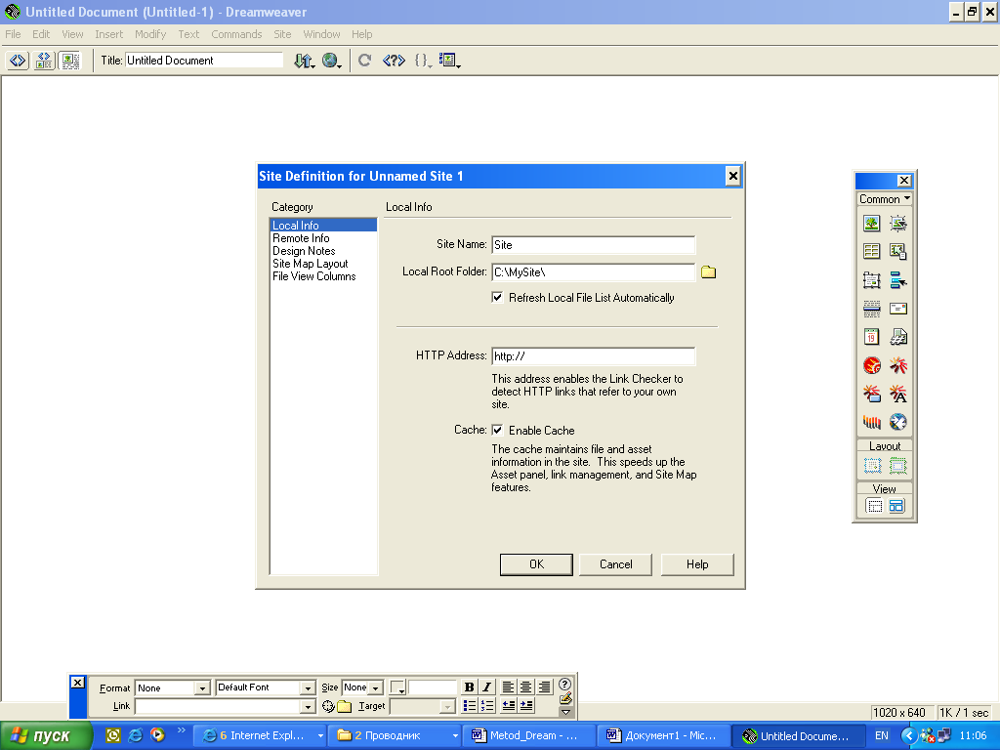 Untitled Document (Untitled-1) - Dreamweaver
File Edit View Insert Modify Text Commands Site Window Help
Title: Untitled Document
Site Definition for Unnamed Site 1
Category
Local Info
Remote Info
Design Notes
Site Map Layout
File View Columns
Local Info
Site Name: Site
Local Root Folder: C:\MySite\
Refresh Local File List Automatically
HTTP Address: http://
This address enables the Link Checker to
detect HTTP links that refer to your own
site.
Cache: Enable Cache
The cache maintains file and asset
information in the site. This speeds up the
Asset panel, link management, and Site Map
features.
OK Cancel Help
Common
19
Layout
View
Format None Default Font Size None B I
Link Target
1020 x 640 1K / 1 sec
пуск 6 Internet Expl... 2 Проводник Metod_Dream - ... Документ1 - Mic... Untitled Docume... EN 11:06